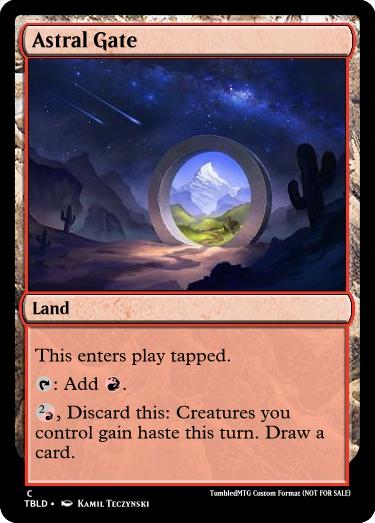 Astral Gate
Land
This enters play tapped.
: Add .
2, Discard this: Creatures you
control gain haste this turn. Draw a
card.
C
TBLD • KAMIL TECZYNSKI
TumbledMTG Custom Format (NOT FOR SALE)